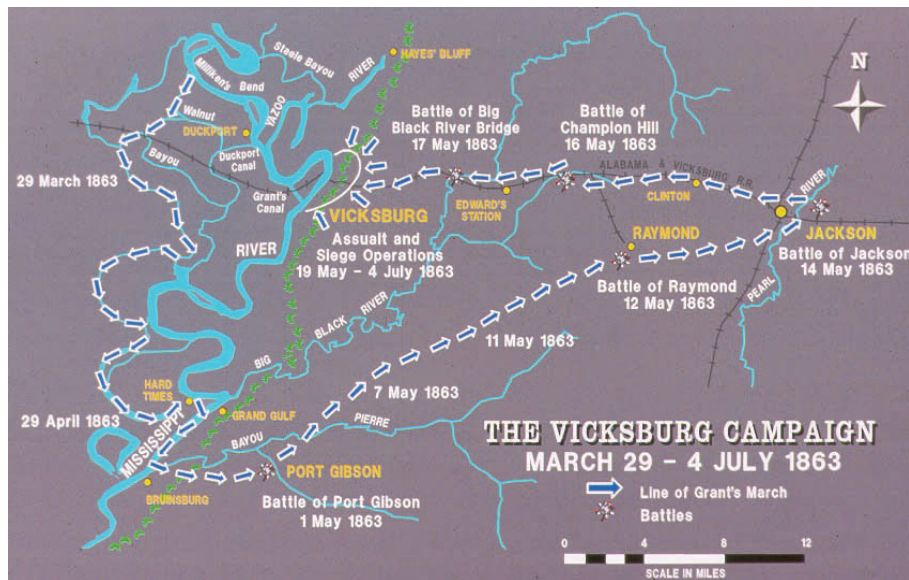 Steele Bayou
HAYES' BLUFF
Milliken's Bend
YAZOO
RIVER
Walnut
Bayou
DUCKPORT
Duckport
Canal
Grant's
Canal
29 March 1863
Battle of Big
Black River Bridge
17 May 1863
Battle of
Champion Hill
16 May 1863
N
ALABAMA & VICKSBURG R.R.
CLINTON
EDWARD'S
STATION
VICKSBURG
Assualt and
Siege Operations
19 May – 4 July 1863
RIVER
RAYMOND
Battle of Raymond
12 May 1863
RIVER
JACKSON
Battle of Jackson
14 May 1863
PEARL
BIG
BLACK
RIVER
11 May 1863
7 May 1863
HARD
TIMES
29 April 1863
GRAND GULF
MISSISSIPPI
BAYOU
PIERRE
BRUINSBURG
PORT GIBSON
Battle of Port Gibson
1 May 1863
THE VICKSBURG CAMPAIGN
MARCH 29 – 4 JULY 1863
Line of Grant's March
Battles
0 4 8 12
SCALE IN MILES